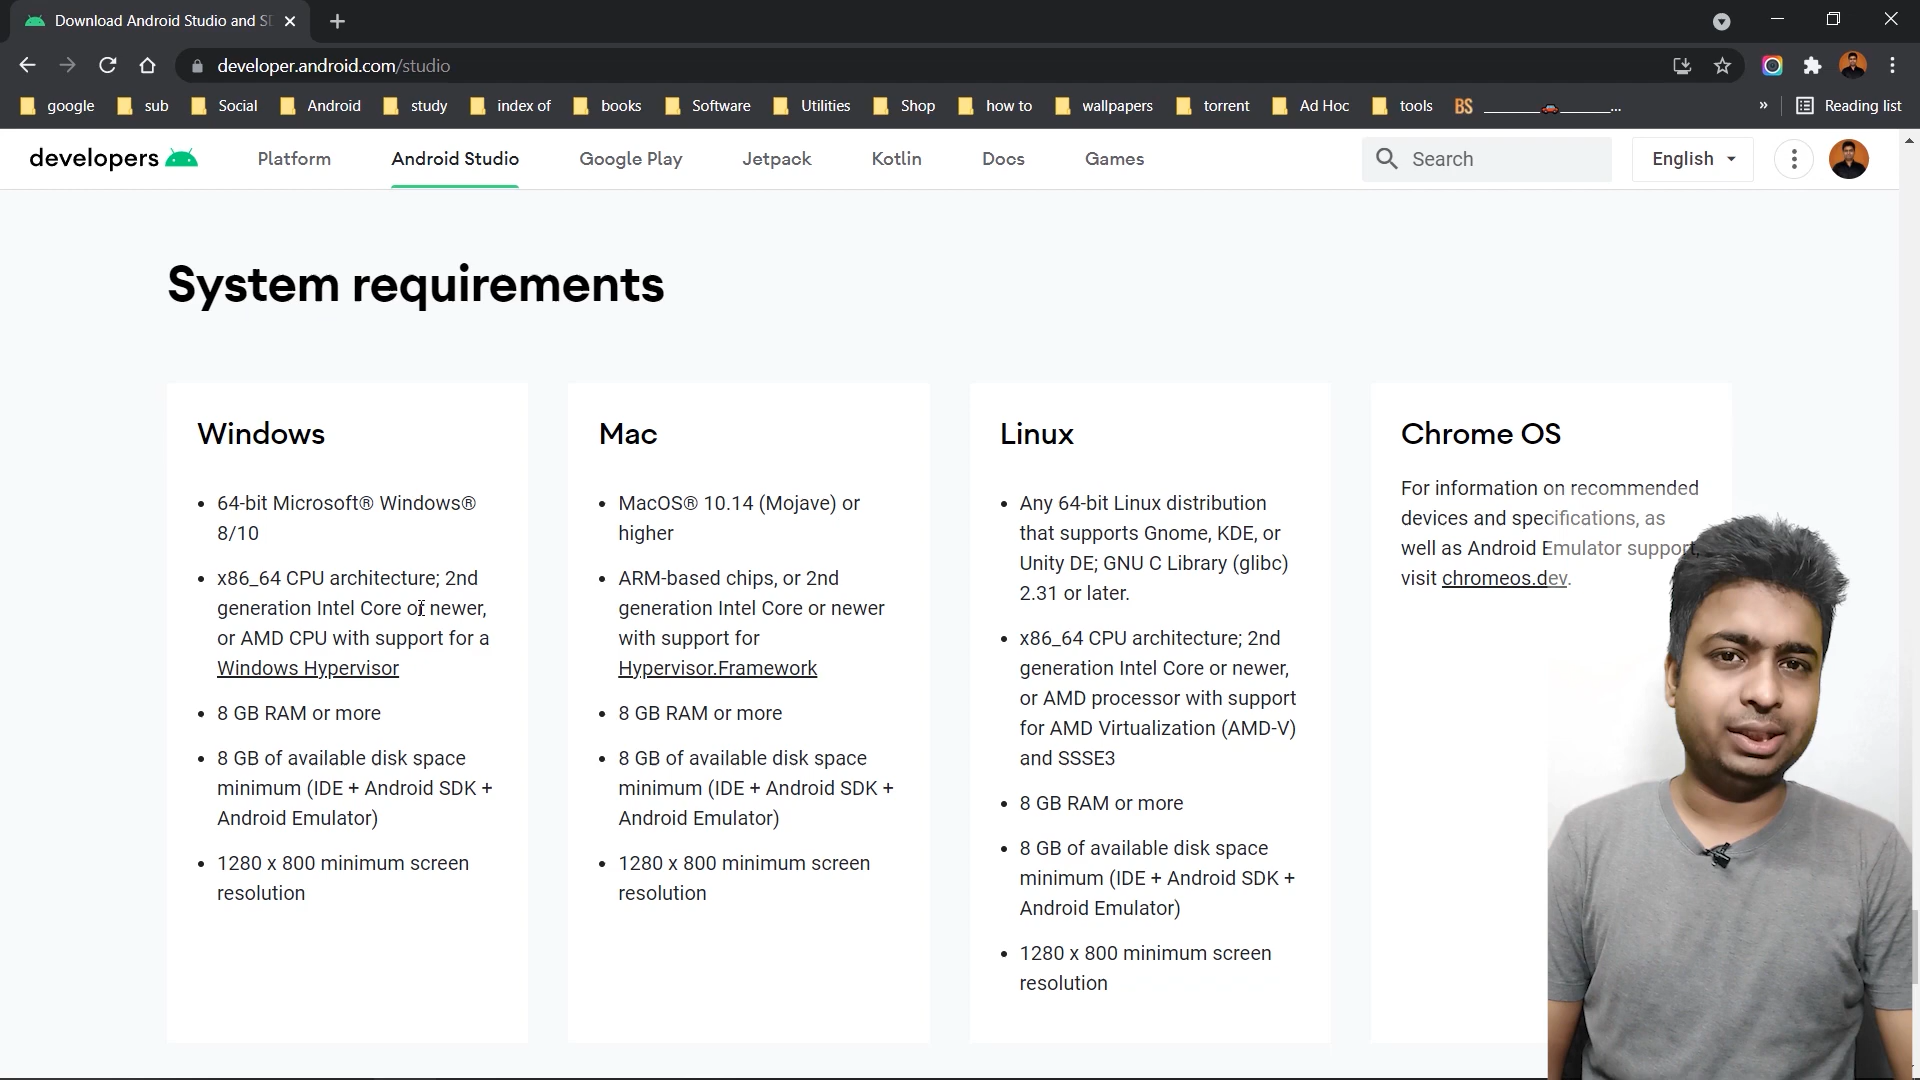 Download Android Studio and S
developer.android.com/studio
google
sub
Social
Android
study
index of
books
Software
Utilities
Shop
how to
wallpapers
torrent
Ad Hoc
tools
BS
________🚗_______...
»
Reading list
developers
Platform
Android Studio
Google Play
Jetpack
Kotlin
Docs
Games
Search
English
System requirements
Windows
• 64-bit Microsoft® Windows®
8/10
• x86_64 CPU architecture; 2nd
generation Intel Core or newer,
or AMD CPU with support for a
Windows Hypervisor
• 8 GB RAM or more
• 8 GB of available disk space
minimum (IDE + Android SDK +
Android Emulator)
• 1280 x 800 minimum screen
resolution
Mac
• MacOS® 10.14 (Mojave) or
higher
• ARM-based chips, or 2nd
generation Intel Core or newer
with support for
Hypervisor.Framework
• 8 GB RAM or more
• 8 GB of available disk space
minimum (IDE + Android SDK +
Android Emulator)
• 1280 x 800 minimum screen
resolution
Linux
• Any 64-bit Linux distribution
that supports Gnome, KDE, or
Unity DE; GNU C Library (glibc)
2.31 or later.
• x86_64 CPU architecture; 2nd
generation Intel Core or newer,
or AMD processor with support
for AMD Virtualization (AMD-V)
and SSSE3
• 8 GB RAM or more
• 8 GB of available disk space
minimum (IDE + Android SDK +
Android Emulator)
• 1280 x 800 minimum screen
resolution
Chrome OS
For information on recommended
devices and specifications, as
well as Android Emulator support,
visit chromeos.dev.